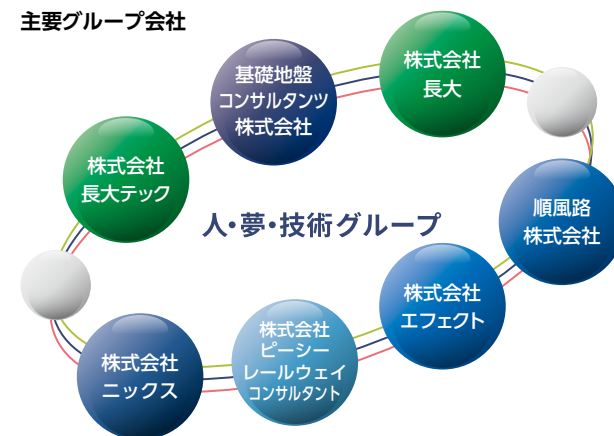 主要グループ会社
株式会社
長大
基礎地盤
コンサルタンツ
株式会社
株式会社
長大テック
人・夢・技術グループ
順風路
株式会社
株式会社
エフェクト
株式会社
ピーシー
レールウェイ
コンサルタント
株式会社
ニックス